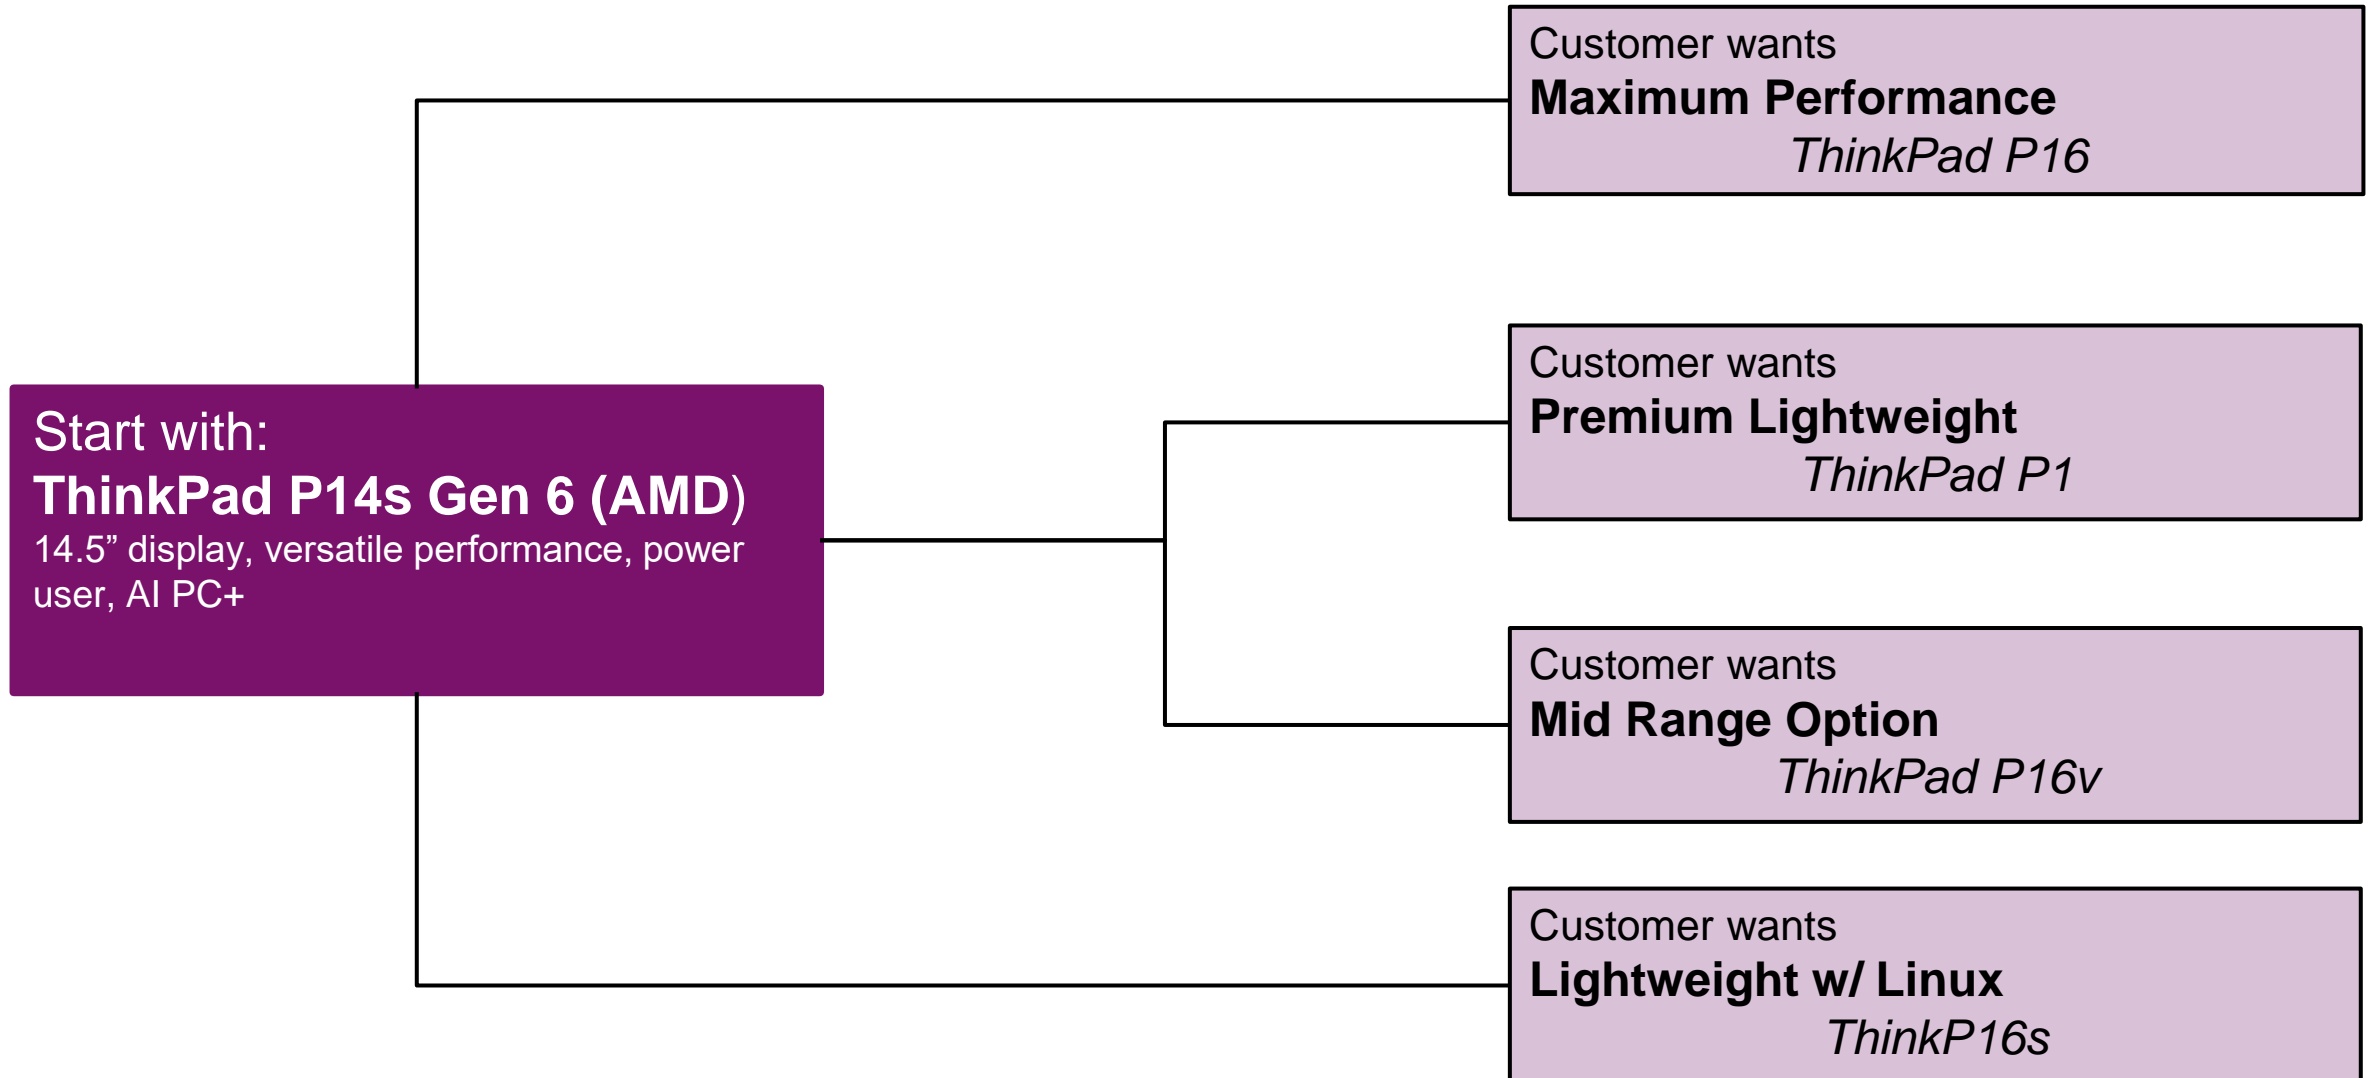 Customer wants
Maximum Performance
ThinkPad P16
Start with:
ThinkPad P14s Gen 6 (AMD)
14.5” display, versatile performance, power
user, AI PC+
Customer wants
Premium Lightweight
ThinkPad P1
Customer wants
Mid Range Option
ThinkPad P16v
Customer wants
Lightweight w/ Linux
ThinkP16s